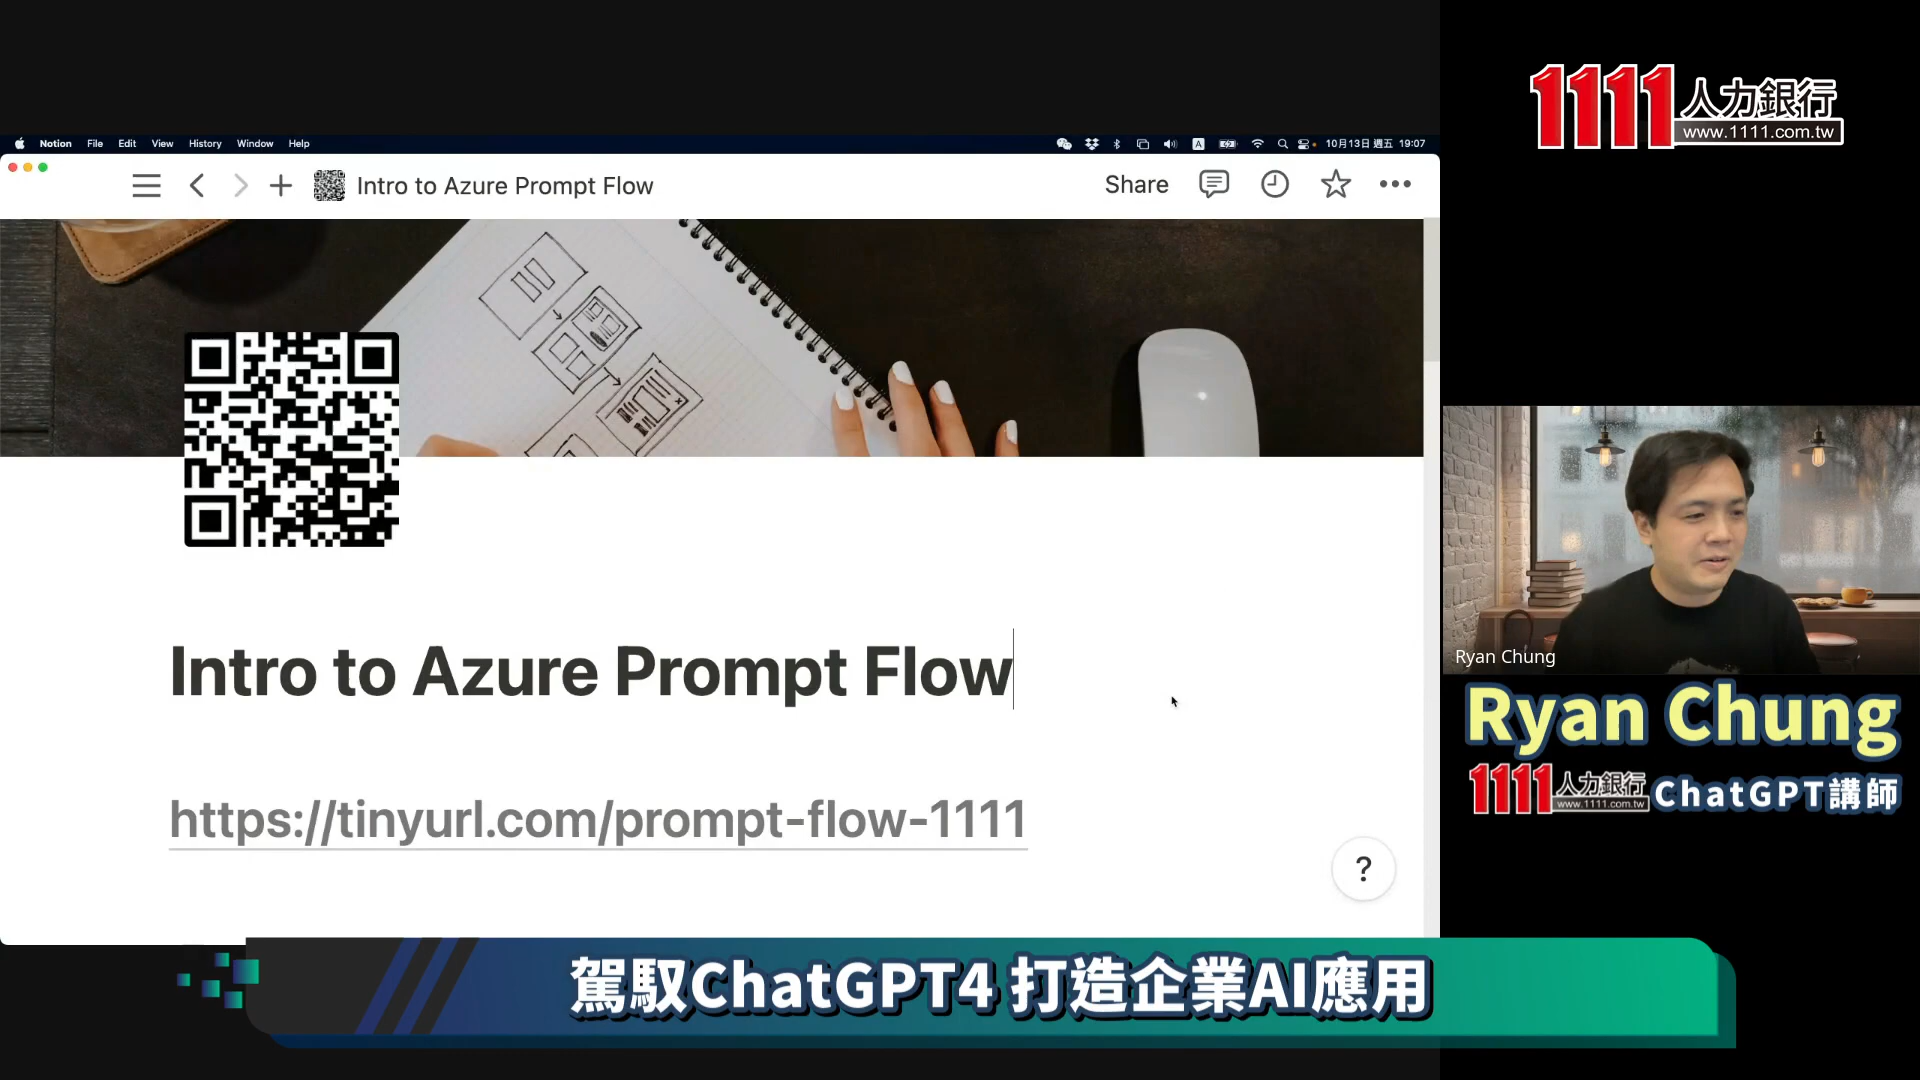 Notion File Edit View History Window Help
A
10月13日 週五 19:07
Intro to Azure Prompt Flow
Share
Intro to Azure Prompt Flow
https://tinyurl.com/prompt-flow-1111
?
駕馭ChatGPT4 打造企業AI應用
1111人力銀行
www.1111.com.tw
Ryan Chung
Ryan Chung
1111人力銀行
www.1111.com.tw
ChatGPT講師